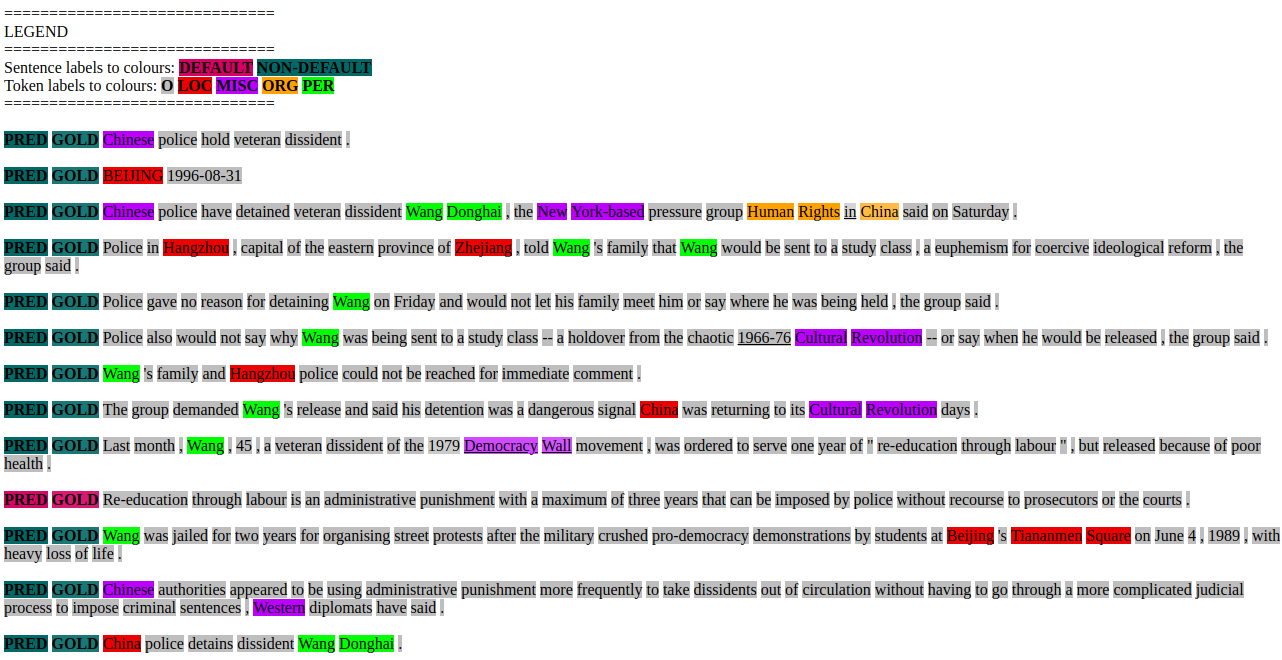 ==============================
LEGEND
==============================
Sentence labels to colours: DEFAULT NON-DEFAULT
Token labels to colours: O LOC MISC ORG PER
==============================
PRED GOLD Chinese police hold veteran dissident .
PRED GOLD BEIJING 1996-08-31
PRED GOLD Chinese police have detained veteran dissident Wang Donghai , the New York-based pressure group Human Rights in China said on Saturday .
PRED GOLD Police in Hangzhou , capital of the eastern province of Zhejiang , told Wang 's family that Wang would be sent to a study class , a euphemism for coercive ideological reform , the
group said .
PRED GOLD Police gave no reason for detaining Wang on Friday and would not let his family meet him or say where he was being held , the group said .
PRED GOLD Police also would not say why Wang was being sent to a study class -- a holdover from the chaotic 1966-76 Cultural Revolution -- or say when he would be released , the group said .
PRED GOLD Wang 's family and Hangzhou police could not be reached for immediate comment .
PRED GOLD The group demanded Wang 's release and said his detention was a dangerous signal China was returning to its Cultural Revolution days .
PRED GOLD Last month , Wang , 45 , a veteran dissident of the 1979 Democracy Wall movement , was ordered to serve one year of " re-education through labour " , but released because of poor
health .
PRED GOLD Re-education through labour is an administrative punishment with a maximum of three years that can be imposed by police without recourse to prosecutors or the courts .
PRED GOLD Wang was jailed for two years for organising street protests after the military crushed pro-democracy demonstrations by students at Beijing 's Tiananmen Square on June 4 , 1989 , with
heavy loss of life .
PRED GOLD Chinese authorities appeared to be using administrative punishment more frequently to take dissidents out of circulation without having to go through a more complicated judicial
process to impose criminal sentences , Western diplomats have said .
PRED GOLD China police detains dissident Wang Donghai .